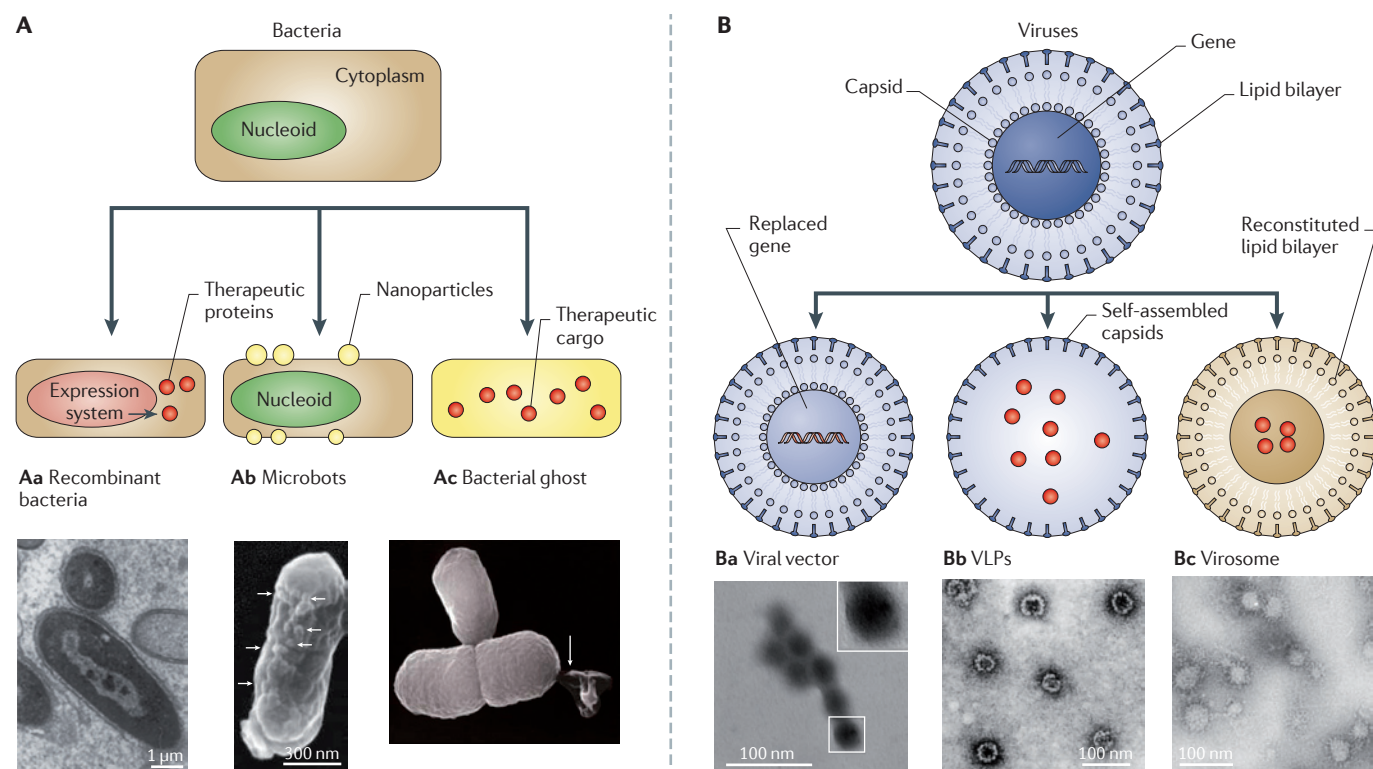 A
Bacteria
Cytoplasm
Nucleoid
Therapeutic
proteins
Nanoparticles
Therapeutic
cargo
Expression
system
Nucleoid
Aa Recombinant
bacteria
Ab Microbots
Ac Bacterial ghost
1 µm
300 nm
B
Viruses
Gene
Capsid
Lipid bilayer
Replaced
gene
Reconstituted
lipid bilayer
Self-assembled
capsids
Ba Viral vector
Bb VLPs
Bc Virosome
100 nm
100 nm
100 nm